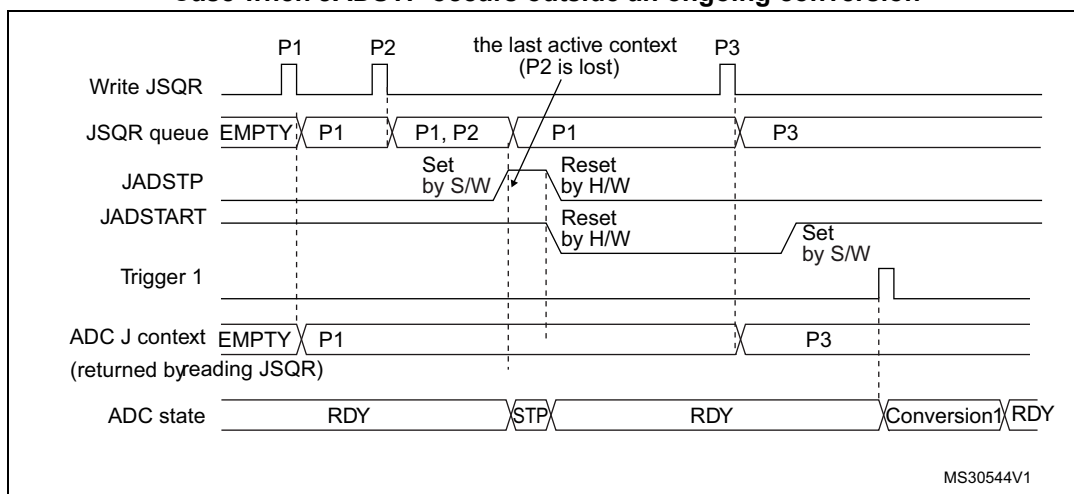 P1 P2 the last active context P3
(P2 is lost)
Write JSQR
JSQR queue EMPTY P1 P1, P2 P1 P3
Set Reset
JADSTP by S/W by H/W
JADSTART Reset
by H/W Set
by S/W
Trigger 1
ADC J context EMPTY P1 P3
(returned byreading JSQR)
ADC state RDY STP RDY Conversion1 RDY
MS30544V1